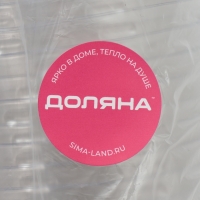 ЯРКО В ДОМЕ, ТЕПЛО НА ДУШЕ
ДОЛЯНА
SIMA-LAND.RU